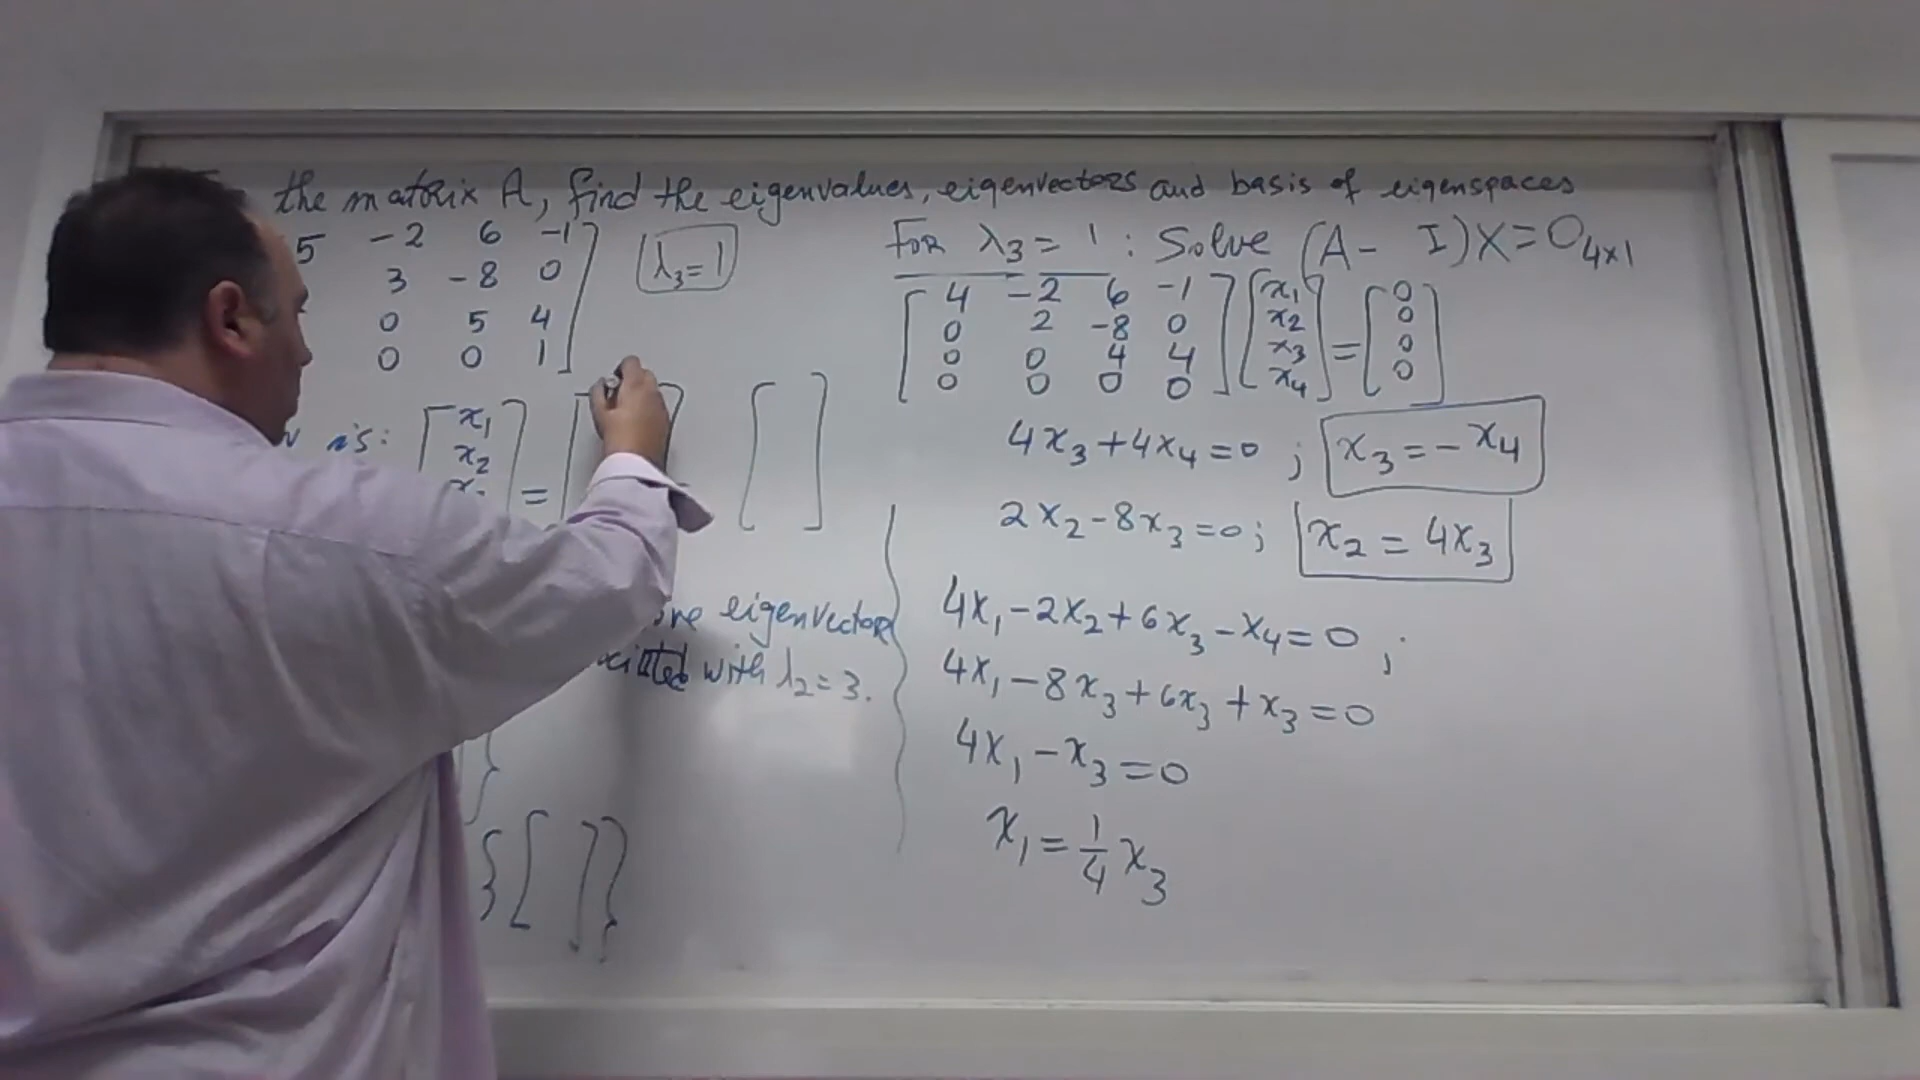 the matrix A, find the eigenvalues, eigenvectors and basis of eigenspaces
5 -2 6 -1
3 -8 0
0 5 4
0 0 1
λ₃=1
is: [x₁
x₂
=
one eigenvector
with λ₂=3.
For λ₃=1: Solve (A- I)X=O₄ₓ₁
[4 -2 6 -1] [x₁] [0]
[0 2 -8 0] [x₂] [0]
[0 0 4 4] [x₃] = [0]
[0 0 0 0] [x₄] [0]
4x₃+4x₄=0 ; x₃=-x₄
2x₂-8x₃=0; x₂=4x₃
4x₁-2x₂+6x₃-x₄=0 ;
4x₁-8x₃+6x₃+x₃=0
4x₁-x₃=0
x₁=1/4 x₃